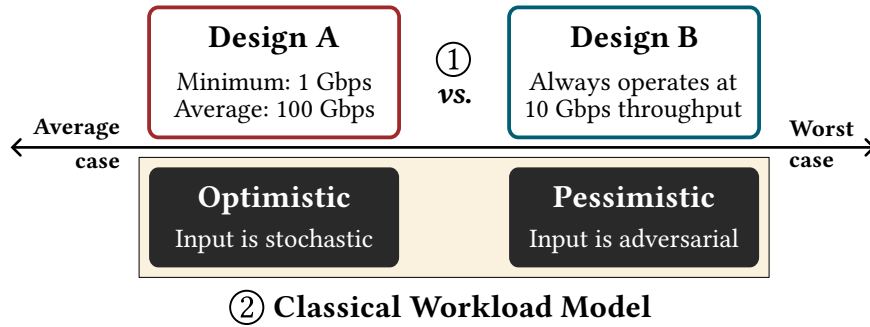 Design A
Minimum: 1 Gbps
Average: 100 Gbps
① vs.
Design B
Always operates at
10 Gbps throughput
Average
case
Worst
case
Optimistic
Input is stochastic
Pessimistic
Input is adversarial
② Classical Workload Model